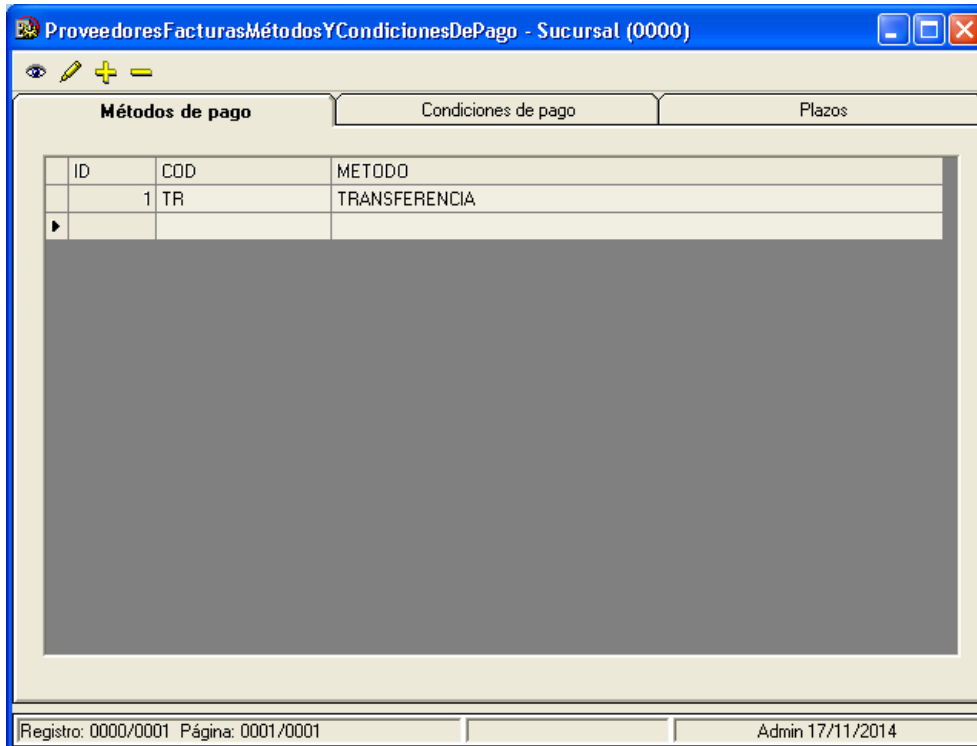 ProveedoresFacturasMétodosYCondicionesDePago - Sucursal (0000)
Métodos de pago Condiciones de pago Plazos
ID COD METODO
1 TR TRANSFERENCIA
Registro: 0000/0001 Página: 0001/0001 Admin 17/11/2014